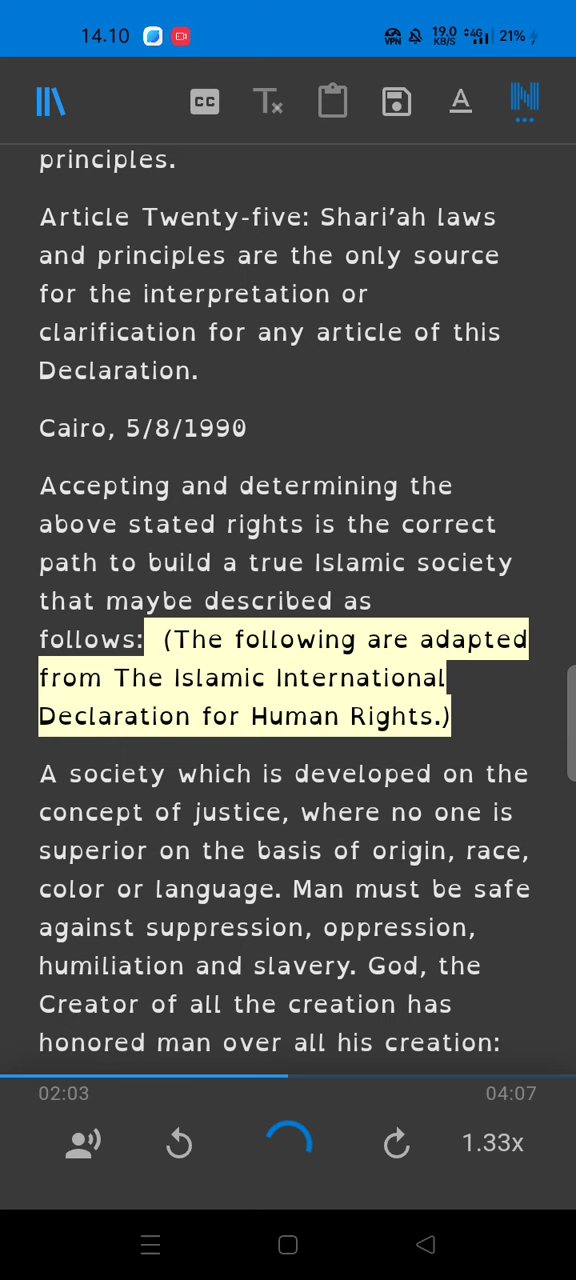 14.10
VPN 19.0 KB/S 4G 21%
CC T× A N
principles.
Article Twenty-five: Shari’ah laws
and principles are the only source
for the interpretation or
clarification for any article of this
Declaration.
Cairo, 5/8/1990
Accepting and determining the
above stated rights is the correct
path to build a true Islamic society
that maybe described as
follows: (The following are adapted
from The Islamic International
Declaration for Human Rights.)
A society which is developed on the
concept of justice, where no one is
superior on the basis of origin, race,
color or language. Man must be safe
against suppression, oppression,
humiliation and slavery. God, the
Creator of all the creation has
honored man over all his creation:
02:03 04:07
1.33x